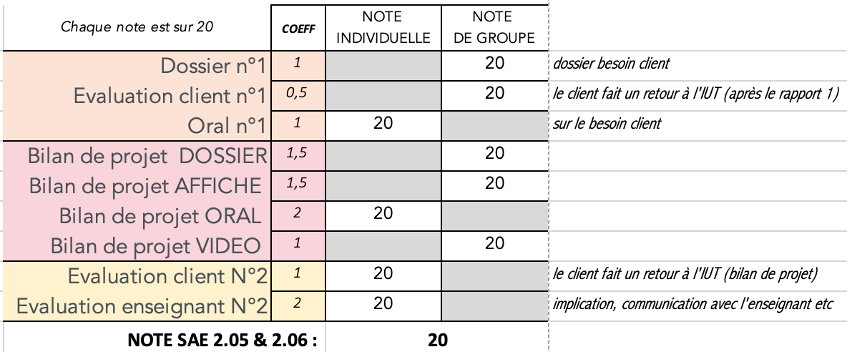 Chaque note est sur 20 COEFF NOTE INDIVIDUELLE NOTE DE GROUPE
Dossier n°1 1 20 dossier besoin client
Evaluation client n°1 0,5 20 le client fait un retour à l'IUT (après le rapport 1)
Oral n°1 1 20 sur le besoin client
Bilan de projet DOSSIER 1,5 20
Bilan de projet AFFICHE 1,5 20
Bilan de projet ORAL 2 20
Bilan de projet VIDEO 1 20
Evaluation client N°2 1 20 le client fait un retour à l'IUT (bilan de projet)
Evaluation enseignant N°2 2 20 implication, communication avec l'enseignant etc
NOTE SAE 2.05 & 2.06 : 20